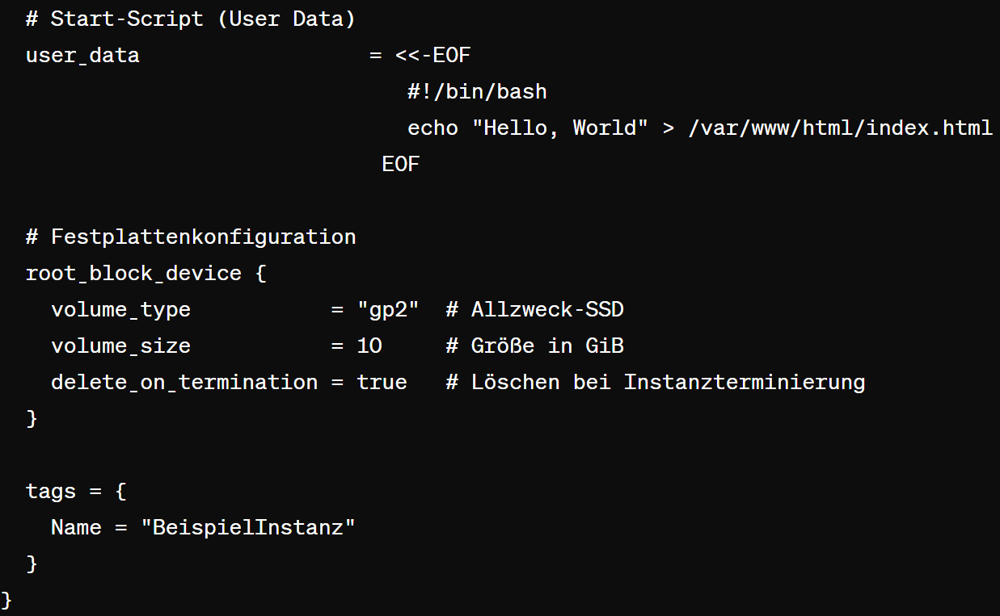 # Start-Script (User Data)
user_data = <<-EOF
#!/bin/bash
echo "Hello, World" > /var/www/html/index.html
EOF
# Festplattenkonfiguration
root_block_device {
volume_type = "gp2" # Allzweck-SSD
volume_size = 10 # Größe in GiB
delete_on_termination = true # Löschen bei Instanzterminierung
}
tags = {
Name = "BeispielInstanz"
}
}